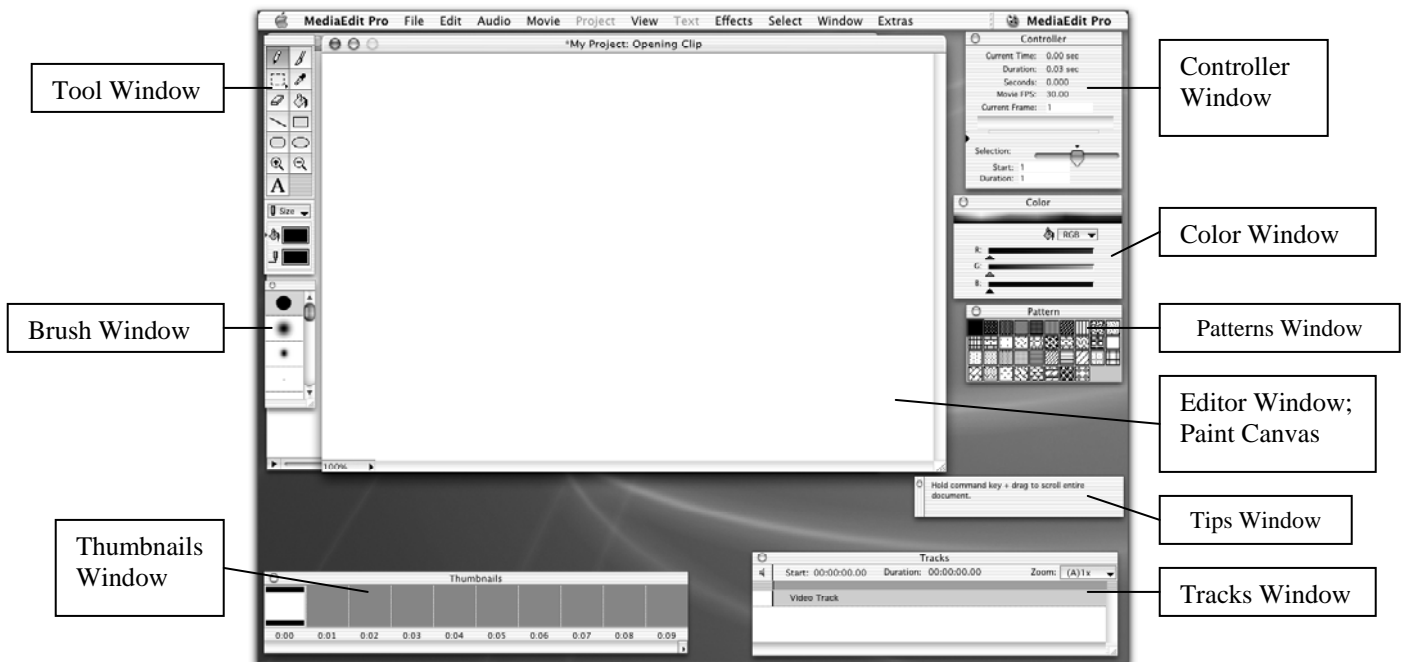 MediaEdit Pro File Edit Audio Movie Project View Text Effects Select Window Extras MediaEdit Pro
*My Project: Opening Clip
A
Size
100%
Controller
Current Time: 0.00 sec
Duration: 0.03 sec
Seconds: 0.000
Movie FPS: 30.00
Current Frame: 1
Selection:
Start: 1
Duration: 1
Color
RGB
R:
G:
B:
Pattern
Hold command key + drag to scroll entire
document.
Thumbnails
0:00 0:01 0:02 0:03 0:04 0:05 0:06 0:07 0:08 0:09
Tracks
Start: 00:00:00.00 Duration: 00:00:00.00 Zoom: (A)1x
Video Track
Tool Window
Brush Window
Thumbnails
Window
Controller
Window
Color Window
Patterns Window
Editor Window;
Paint Canvas
Tips Window
Tracks Window